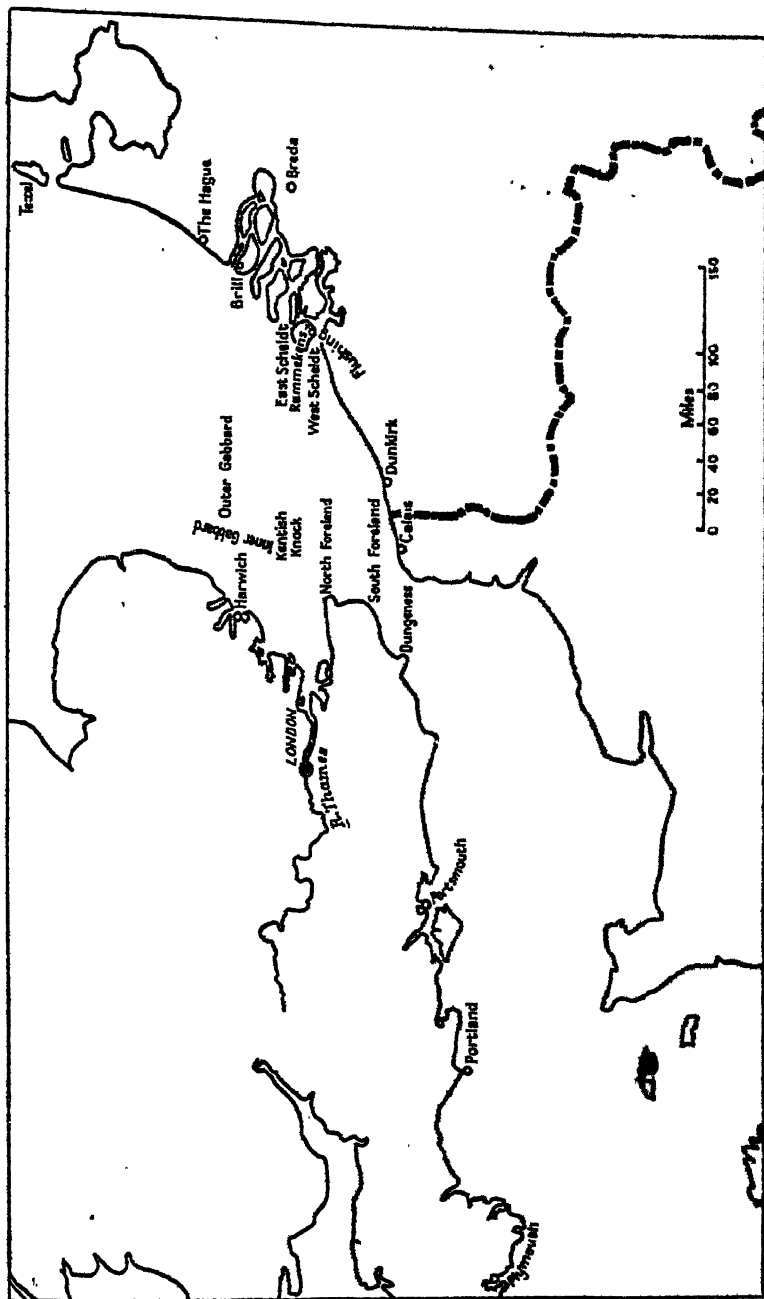 Texel
The Hague
Breda
Brill
East Scheldt
Rammekens
West Scheldt
Flushing
Outer Gabbard
Inner Gabbard
Kentish
Knock
Harwich
North Foreland
Dunkirk
South Foreland
Calais
Dungeness
LONDON
R. Thames
Portsmouth
Portland
Plymouth
Miles
0 20 40 60 80 100 150